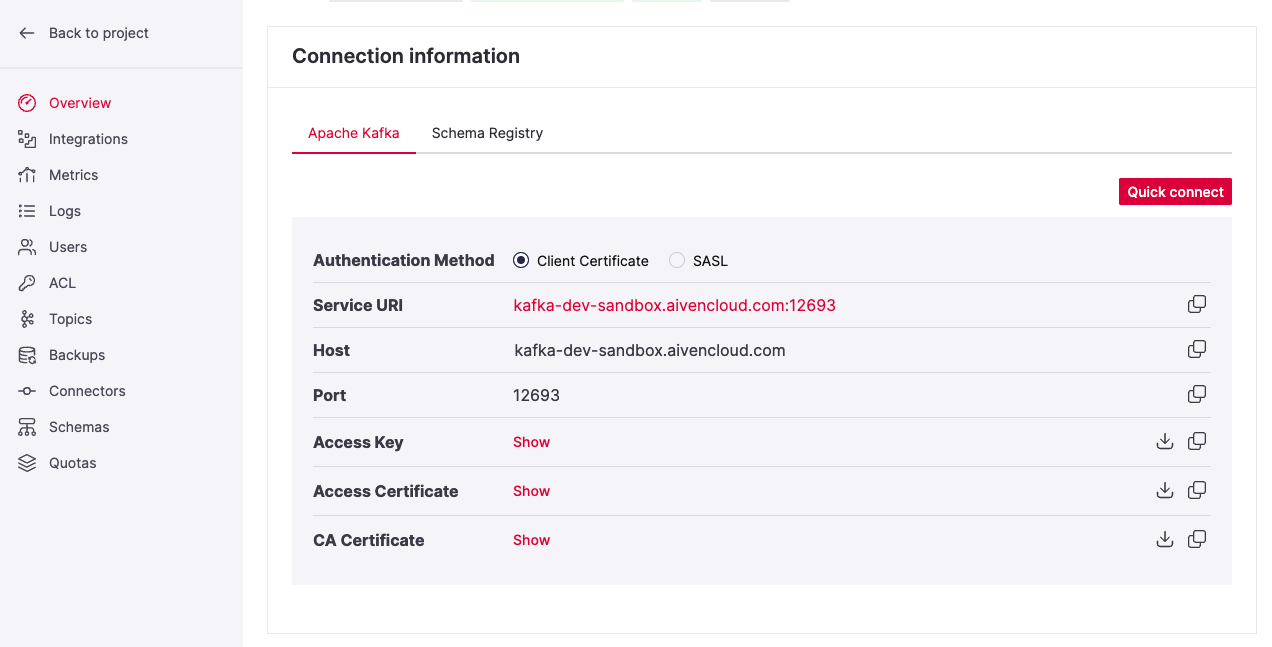 Back to project
Overview
Integrations
Metrics
Logs
Users
ACL
Topics
Backups
Connectors
Schemas
Quotas
Connection information
Apache Kafka Schema Registry
Quick connect
Authentication Method Client Certificate SASL
Service URI kafka-dev-sandbox.aivencloud.com:12693
Host kafka-dev-sandbox.aivencloud.com
Port 12693
Access Key Show
Access Certificate Show
CA Certificate Show